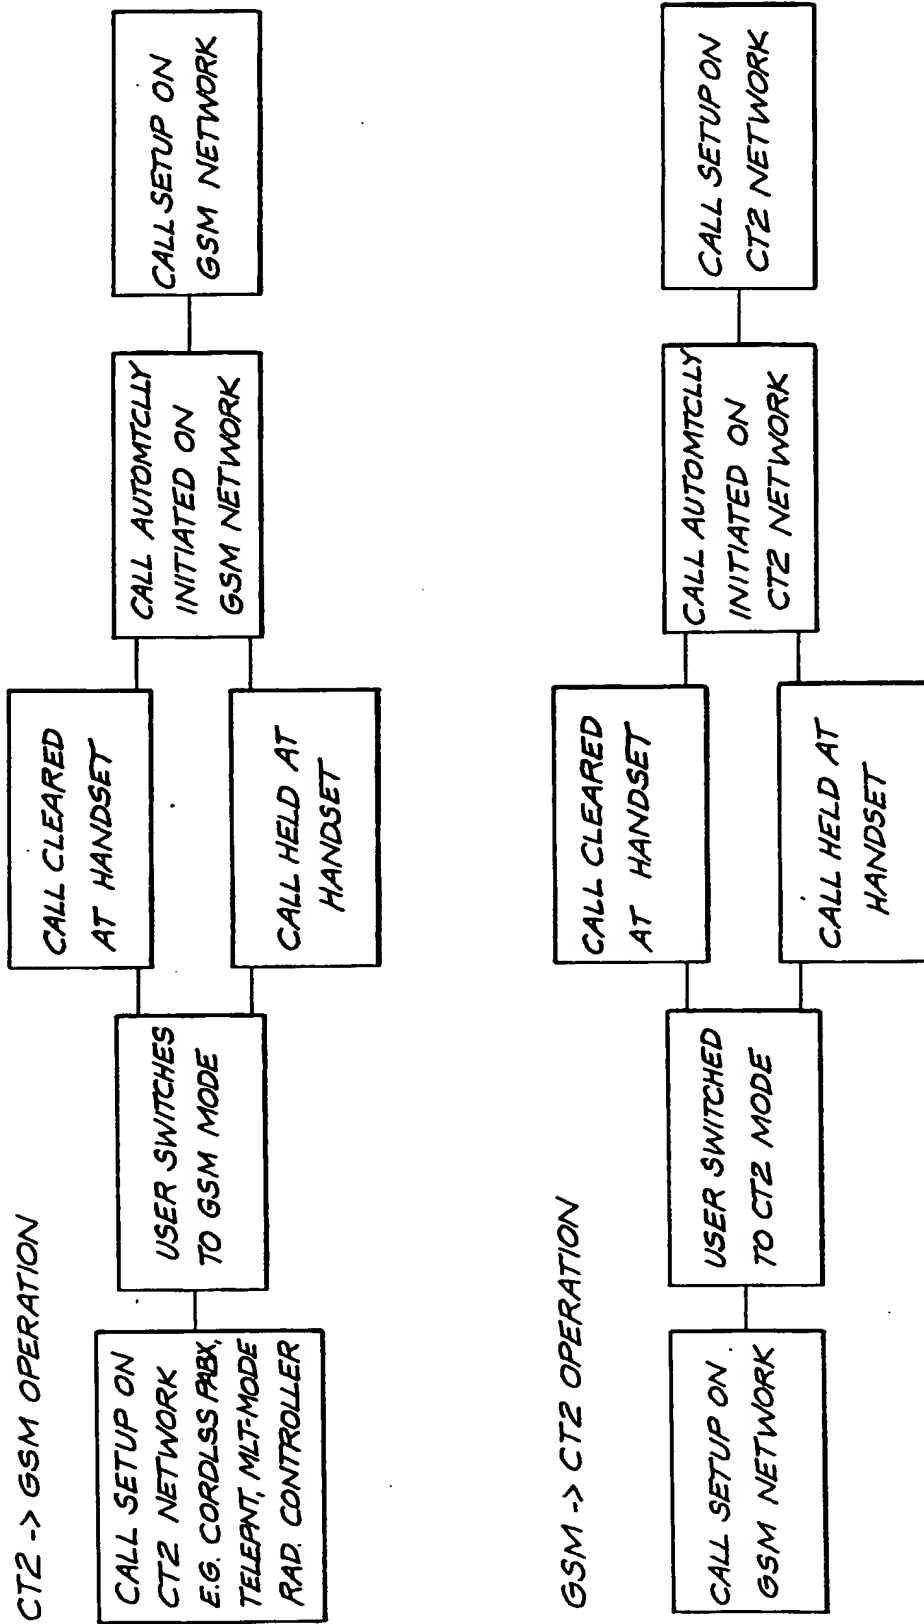 CT2 -> GSM OPERATION
CALL SETUP ON
CT2 NETWORK
E.G. CORDLSS PABX,
TELEPNT, MLT-MODE
RAD. CONTROLLER
USER SWITCHES
TO GSM MODE
CALL CLEARED
AT HANDSET
CALL HELD AT
HANDSET
CALL AUTOMTCLLY
INITIATED ON
GSM NETWORK
CALL SETUP ON
GSM NETWORK
GSM -> CT2 OPERATION
CALL SETUP ON
GSM NETWORK
USER SWITCHED
TO CT2 MODE
CALL CLEARED
AT HANDSET
CALL HELD AT
HANDSET
CALL AUTOMTCLLY
INITIATED ON
CT2 NETWORK
CALL SETUP ON
CT2 NETWORK